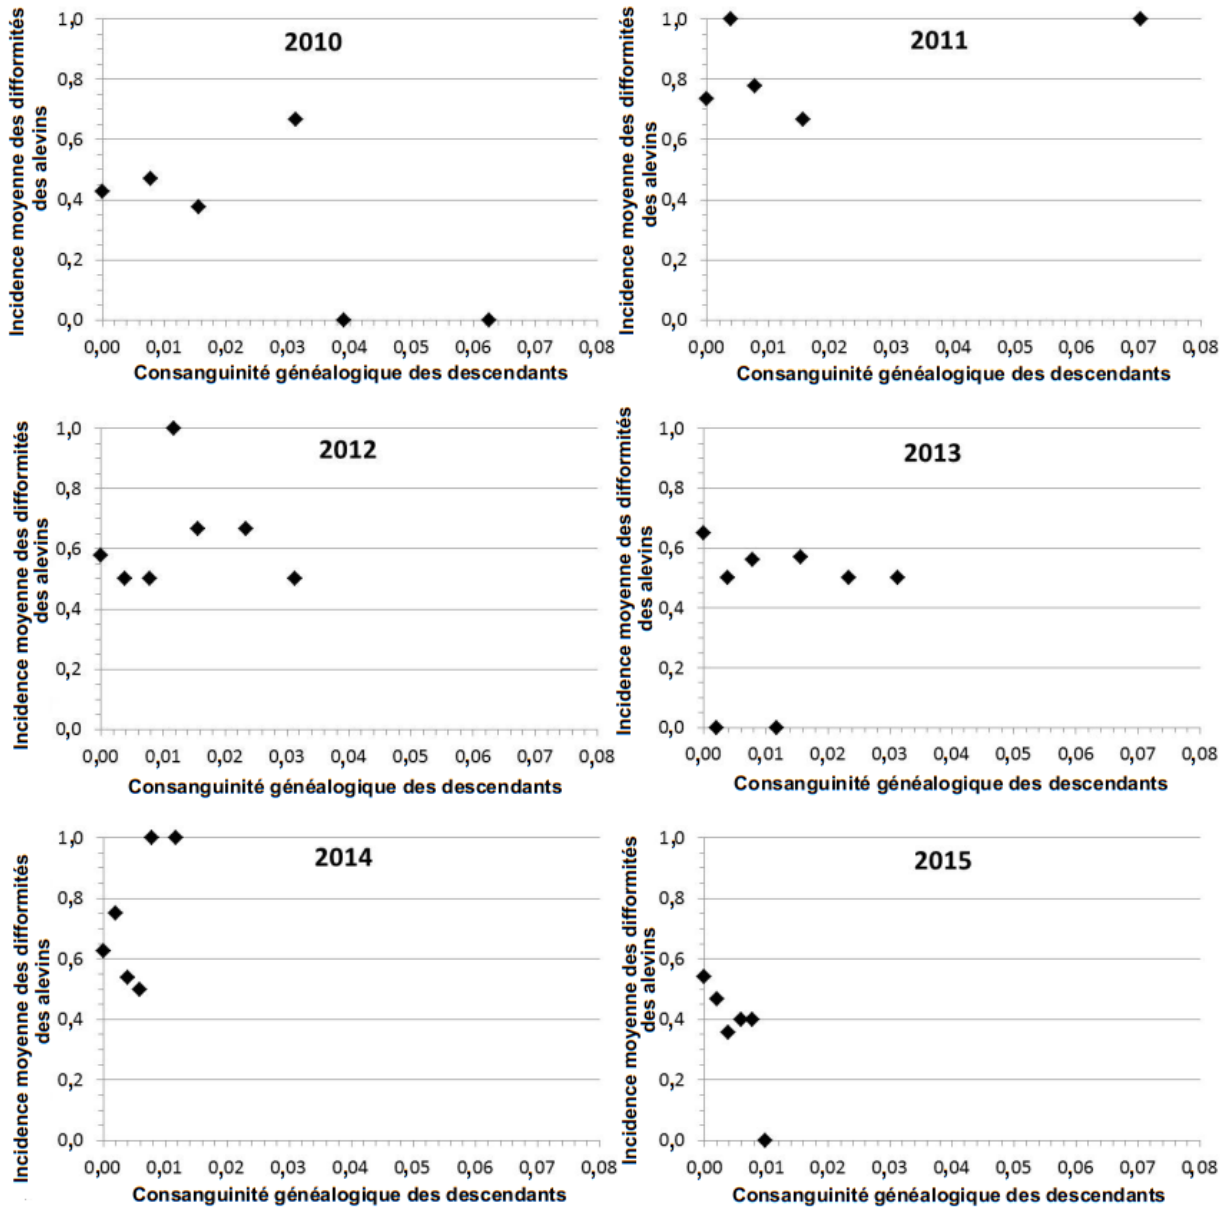 2010
Incidence moyenne des difformités
des alevins
1,0
0,8
0,6
0,4
0,2
0,0
0,00 0,01 0,02 0,03 0,04 0,05 0,06 0,07 0,08
Consanguinité généalogique des descendants
2011
Incidence moyenne des difformités
des alevins
1,0
0,8
0,6
0,4
0,2
0,0
0,00 0,01 0,02 0,03 0,04 0,05 0,06 0,07 0,08
Consanguinité généalogique des descendants
2012
Incidence moyenne des difformités
des alevins
1,0
0,8
0,6
0,4
0,2
0,0
0,00 0,01 0,02 0,03 0,04 0,05 0,06 0,07 0,08
Consanguinité généalogique des descendants
2013
Incidence moyenne des difformités
des alevins
1,0
0,8
0,6
0,4
0,2
0,0
0,00 0,01 0,02 0,03 0,04 0,05 0,06 0,07 0,08
Consanguinité généalogique des descendants
2014
Incidence moyenne des difformités
des alevins
1,0
0,8
0,6
0,4
0,2
0,0
0,00 0,01 0,02 0,03 0,04 0,05 0,06 0,07 0,08
Consanguinité généalogique des descendants
2015
Incidence moyenne des difformités
des alevins
1,0
0,8
0,6
0,4
0,2
0,0
0,00 0,01 0,02 0,03 0,04 0,05 0,06 0,07 0,08
Consanguinité généalogique des descendants